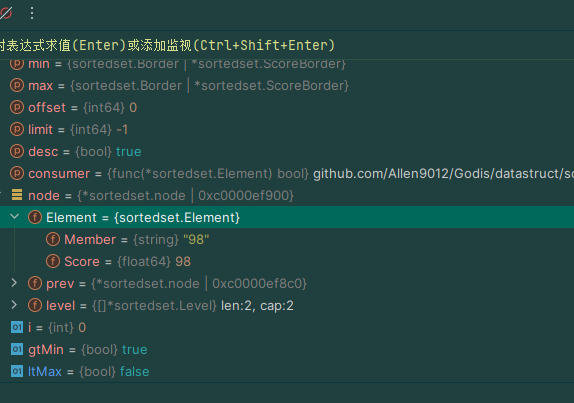 对表达式求值(Enter)或添加监视(Ctrl+Shift+Enter)
min = {sortedset.Border | *sortedset.ScoreBorder}
max = {sortedset.Border | *sortedset.ScoreBorder}
offset = {int64} 0
limit = {int64} -1
desc = {bool} true
consumer = {func(*sortedset.Element) bool} github.com/Allen9012/Godis/datastruct/so
node = {*sortedset.node | 0xc0000ef900}
Element = {sortedset.Element}
Member = {string} "98"
Score = {float64} 98
prev = {*sortedset.node | 0xc0000ef8c0}
level = {[]*sortedset.Level} len:2, cap:2
i = {int} 0
gtMin = {bool} true
ltMax = {bool} false